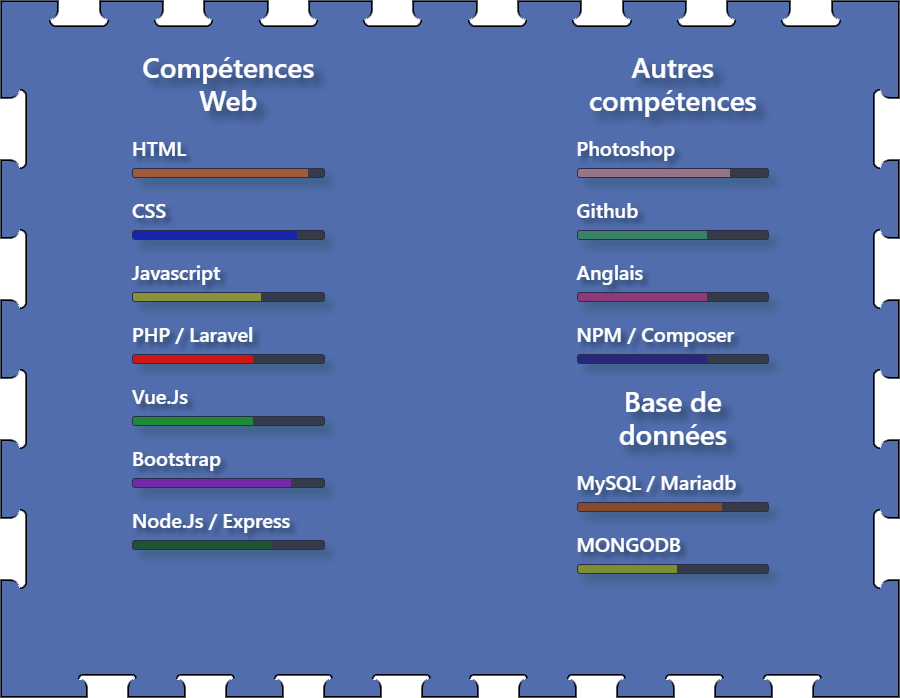 Compétences
Web
HTML
CSS
Javascript
PHP / Laravel
Vue.Js
Bootstrap
Node.Js / Express
Autres
compétences
Photoshop
Github
Anglais
NPM / Composer
Base de
données
MySQL / Mariadb
MONGODB